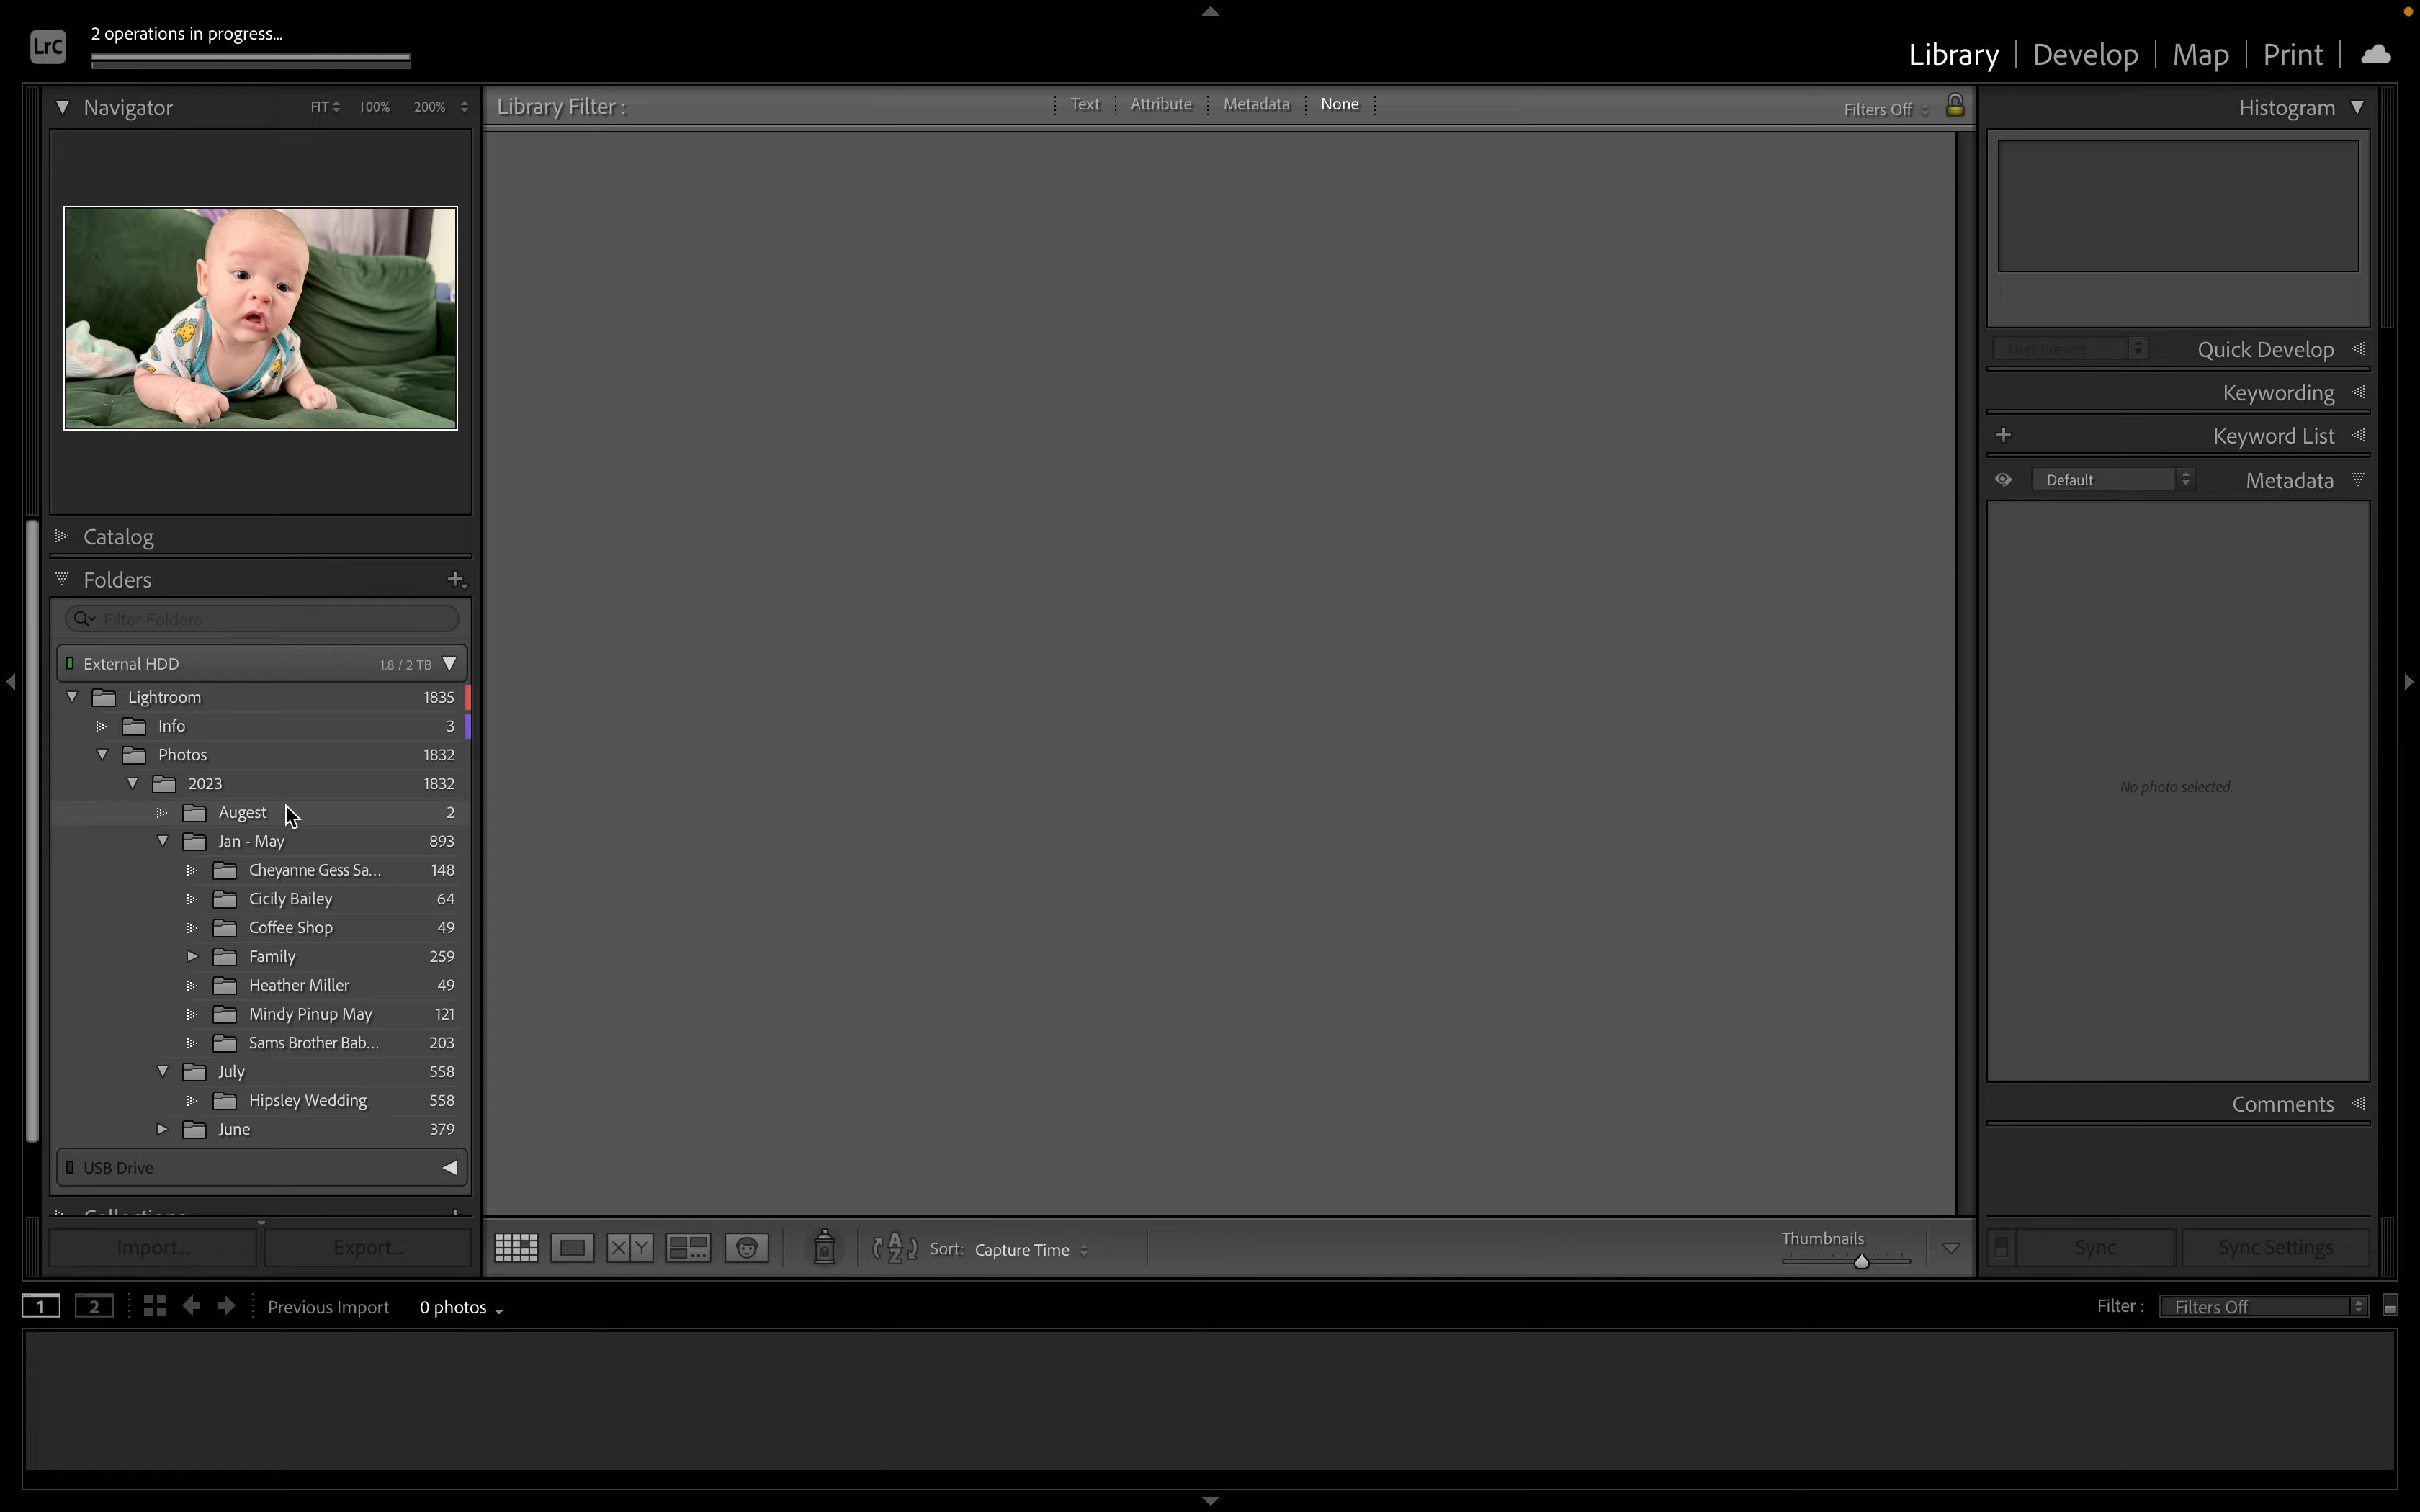 LrC
2 operations in progress...
Library
Develop
Map
Print
Navigator
FIT
100%
200%
Library Filter :
Text
Attribute
Metadata
None
Filters Off
Histogram
User Presets
Quick Develop
Keywording
Keyword List
Default
Metadata
No photo selected.
Comments
Catalog
Folders
Filter Folders
External HDD 1.8 / 2 TB
Lightroom 1835
Info 3
Photos 1832
2023 1832
Augest 2
Jan - May 893
Cheyanne Gess Sa... 148
Cicily Bailey 64
Coffee Shop 49
Family 259
Heather Miller 49
Mindy Pinup May 121
Sams Brother Bab... 203
July 558
Hipsley Wedding 558
June 379
USB Drive
Collections
Import...
Export...
XY
A
Z
Sort: Capture Time
Thumbnails
Sync
Sync Settings
1
2
Previous Import
0 photos
Filter :
Filters Off